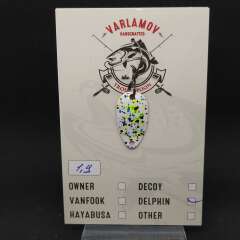 VARLAMOV
HANDCRAFTED
1,9
OWNER
DECOY
VANFOOK
DELPHIN
HAYABUSA
OTHER